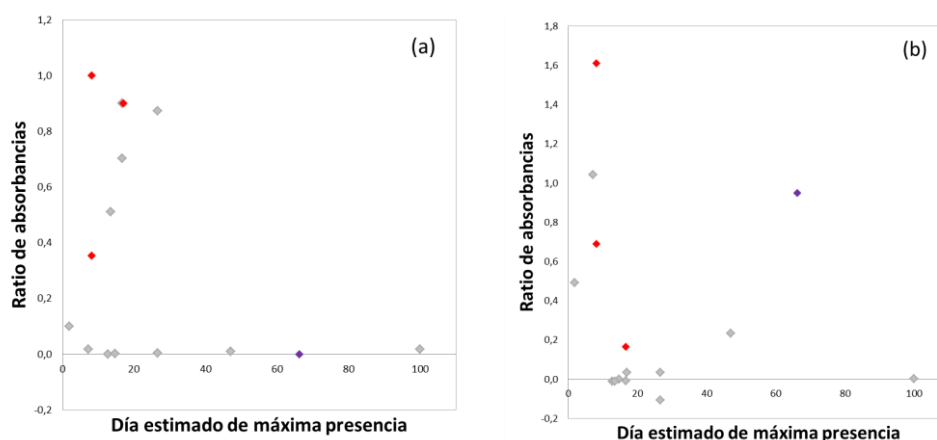 (a)
Ratio de absorbancias
1,2
1,0
0,8
0,6
0,4
0,2
0,0
-0,2
0 20 40 60 80 100
Día estimado de máxima presencia
(b)
Ratio de absorbancias
1,8
1,6
1,4
1,2
1,0
0,8
0,6
0,4
0,2
0,0
-0,2
0 20 40 60 80 100
Día estimado de máxima presencia